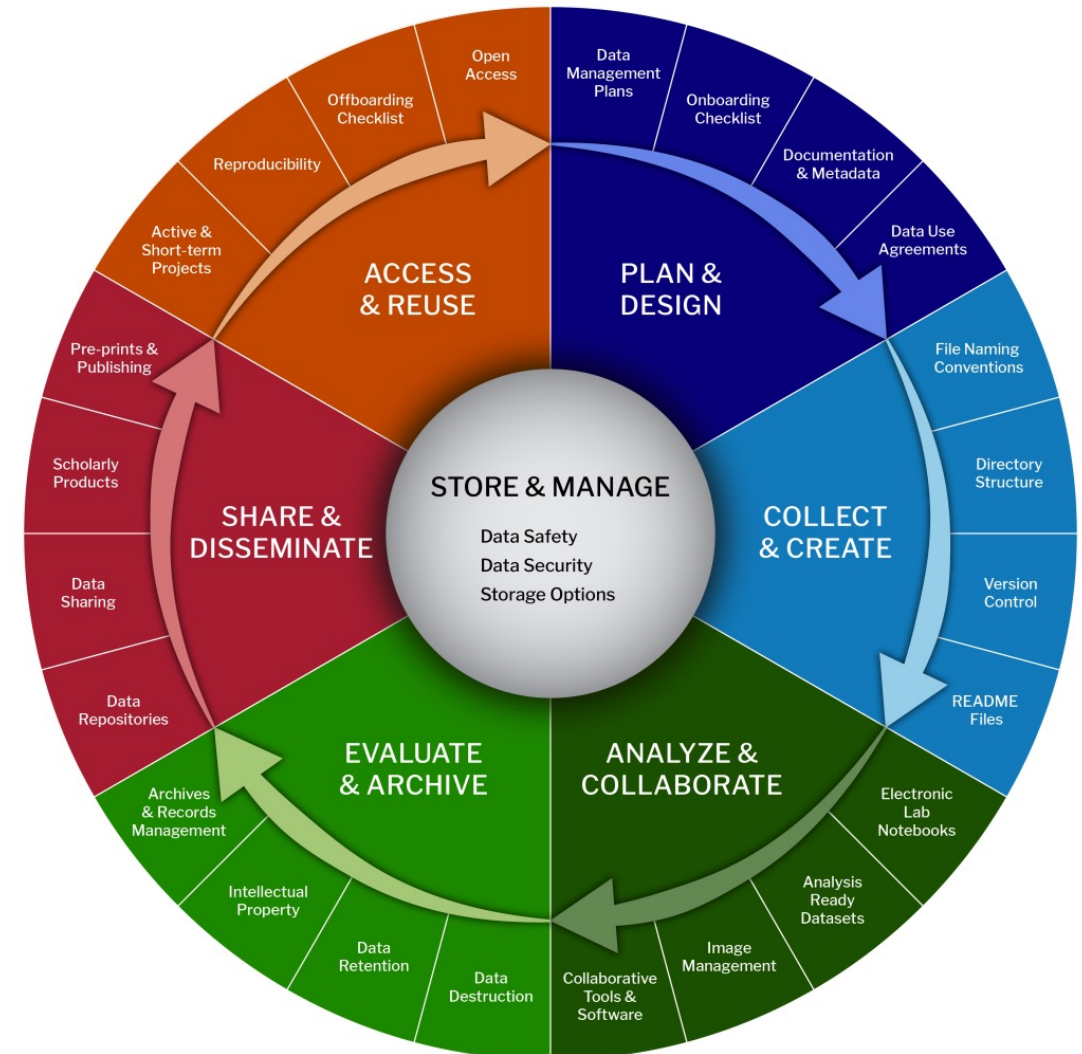 Open
Access
Data
Management
Plans
Offboarding
Checklist
Onboarding
Checklist
Reproducibility
Documentation
& Metadata
Active &
Short-term
Projects
Data Use
Agreements
ACCESS
& REUSE
PLAN &
DESIGN
Pre-prints &
Publishing
File Naming
Conventions
Scholarly
Products
Directory
Structure
STORE & MANAGE
Data Safety
Data Security
Storage Options
SHARE &
DISSEMINATE
COLLECT
& CREATE
Data
Sharing
Version
Control
Data
Repositories
README
Files
EVALUATE
& ARCHIVE
ANALYZE &
COLLABORATE
Archives
& Records
Management
Electronic
Lab
Notebooks
Intellectual
Property
Analysis
Ready
Datasets
Data
Retention
Image
Management
Data
Destruction
Collaborative
Tools &
Software